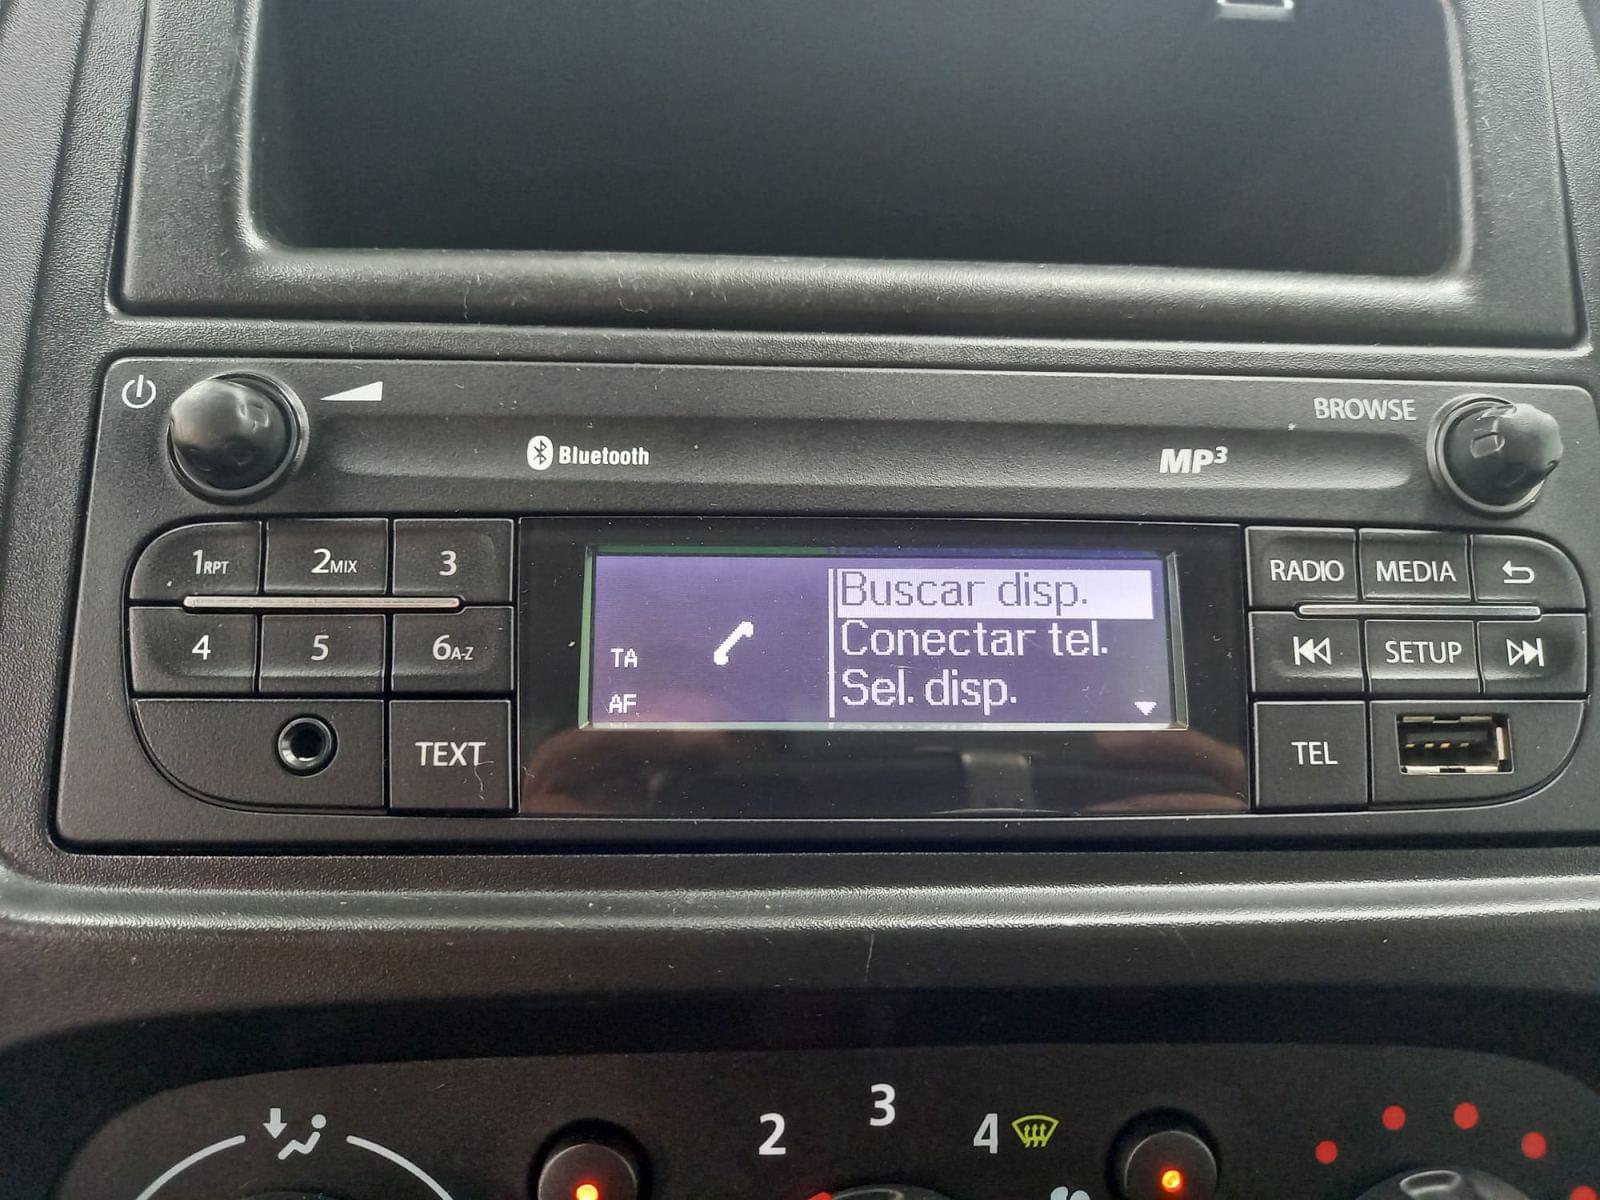 BROWSE
Bluetooth
MP3
1RPT
2MIX
3
RADIO
MEDIA
Buscar disp.
Conectar tel.
Sel. disp.
TA
AF
4
5
6A-Z
SETUP
TEXT
TEL
2
3
4